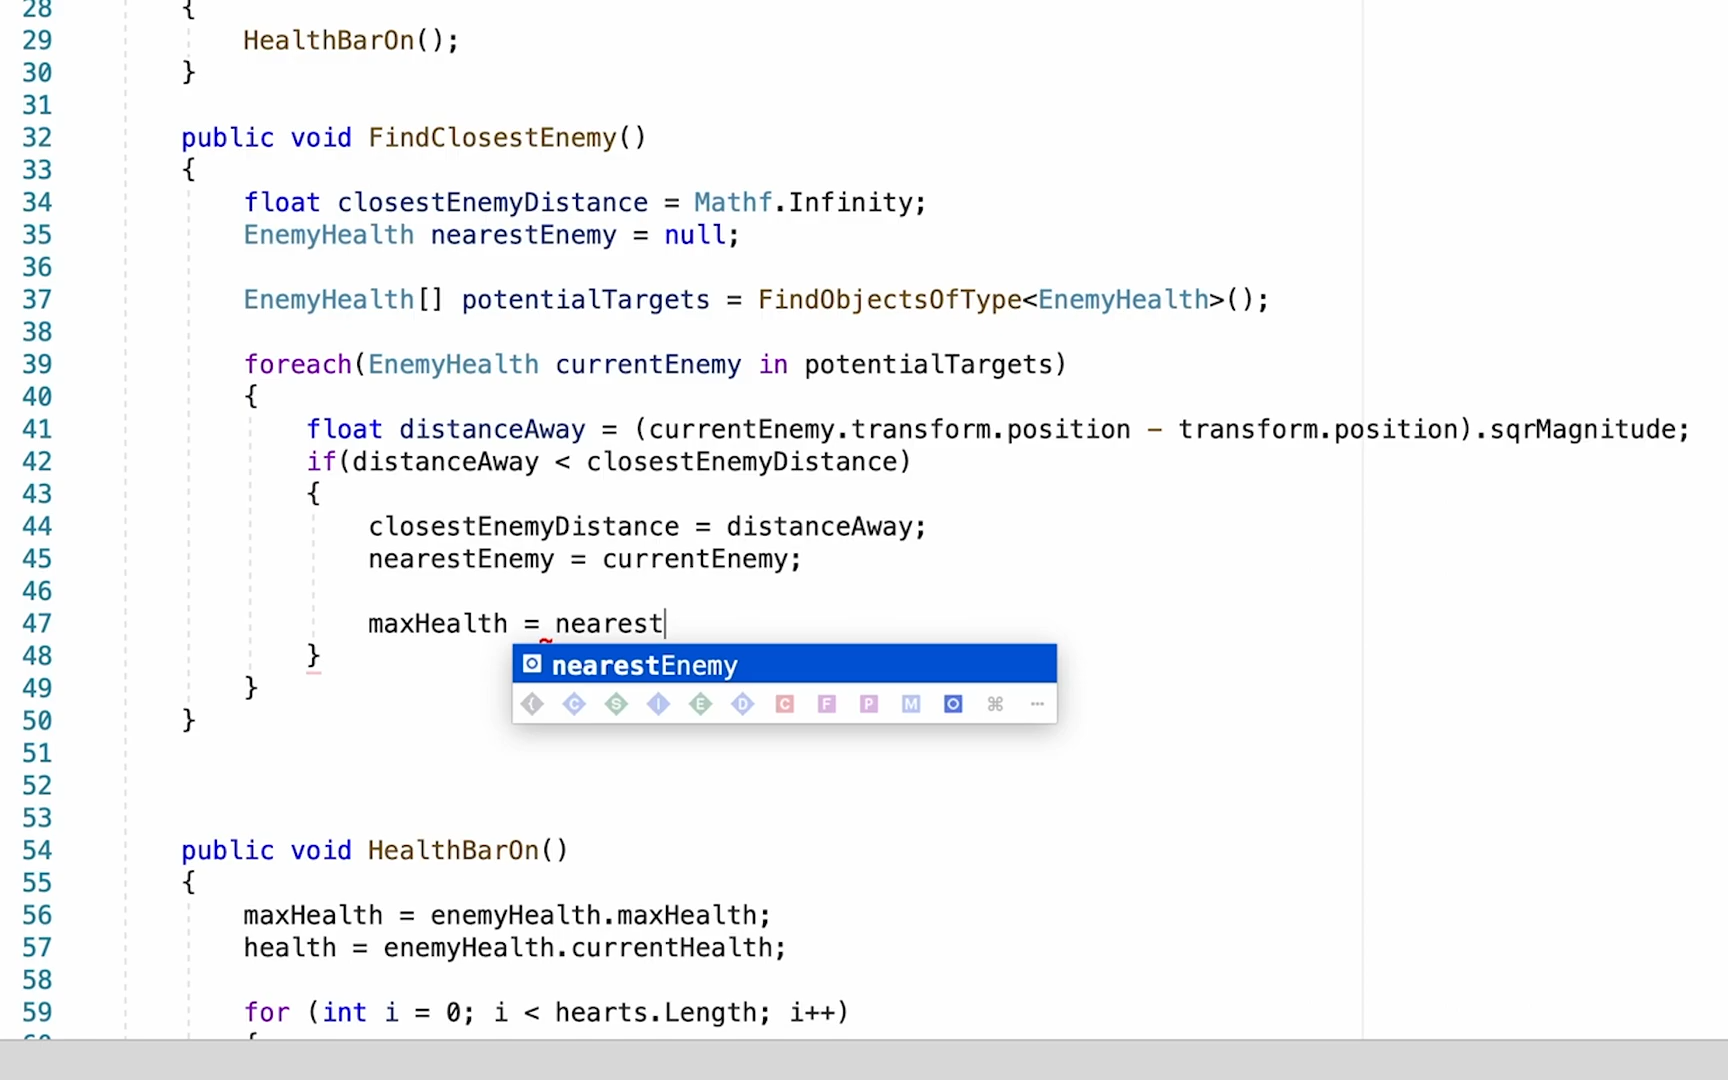 28 {
29 HealthBarOn();
30 }
31
32 public void FindClosestEnemy()
33 {
34 float closestEnemyDistance = Mathf.Infinity;
35 EnemyHealth nearestEnemy = null;
36
37 EnemyHealth[] potentialTargets = FindObjectsOfType<EnemyHealth>();
38
39 foreach(EnemyHealth currentEnemy in potentialTargets)
40 {
41 float distanceAway = (currentEnemy.transform.position - transform.position).sqrMagnitude;
42 if(distanceAway < closestEnemyDistance)
43 {
44 closestEnemyDistance = distanceAway;
45 nearestEnemy = currentEnemy;
46
47 maxHealth = nearest
48 }
nearestEnemy
{ C S I E D C F P M O ⌘ ...
49 }
50 }
51
52
53
54 public void HealthBarOn()
55 {
56 maxHealth = enemyHealth.maxHealth;
57 health = enemyHealth.currentHealth;
58
59 for (int i = 0; i < hearts.Length; i++)